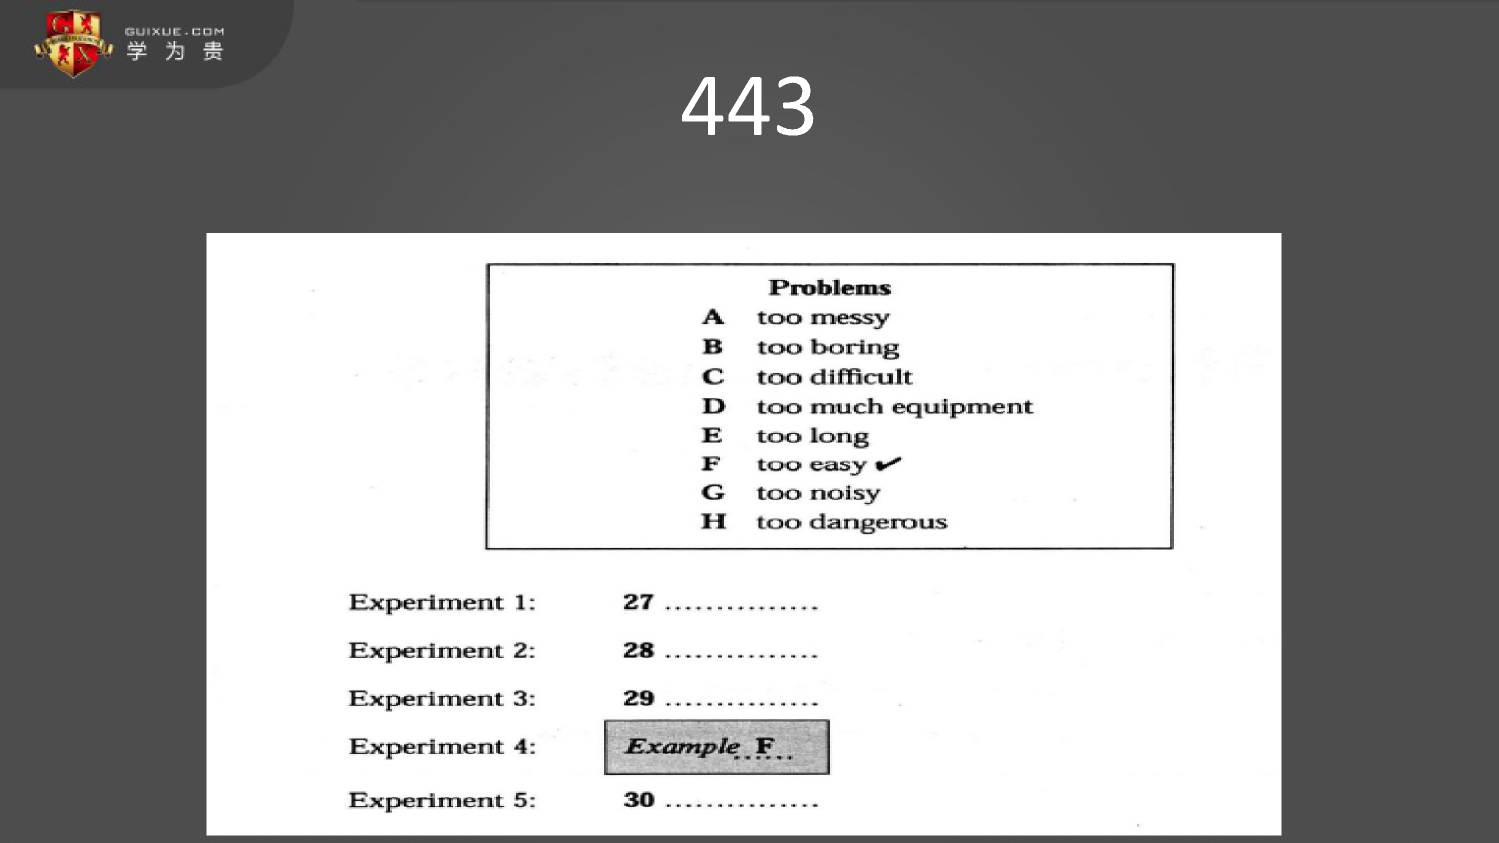 GUIXUE.COM
学为贵
443
Problems
A too messy
B too boring
C too difficult
D too much equipment
E too long
F too easy ✔
G too noisy
H too dangerous
Experiment 1: 27 ...............
Experiment 2: 28 ...............
Experiment 3: 29 ...............
Experiment 4: Example F
Experiment 5: 30 ...............